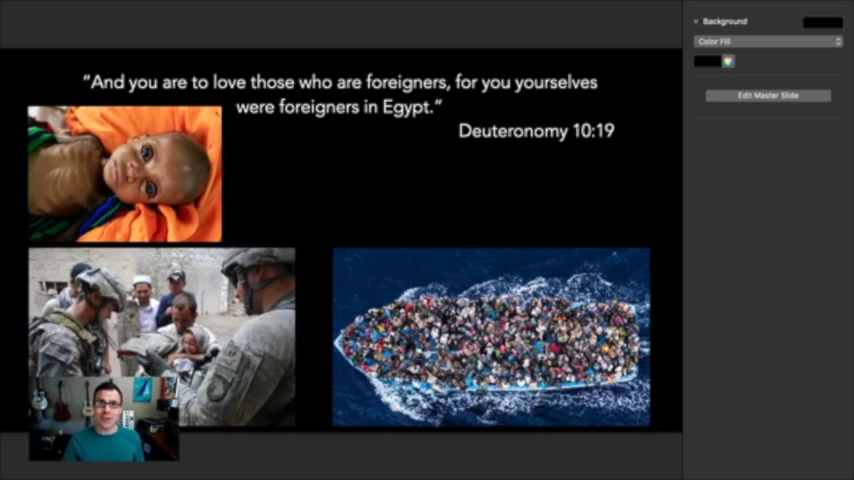 Background
Color Fill
Edit Master Slide
“And you are to love those who are foreigners, for you yourselves
were foreigners in Egypt.”
Deuteronomy 10:19